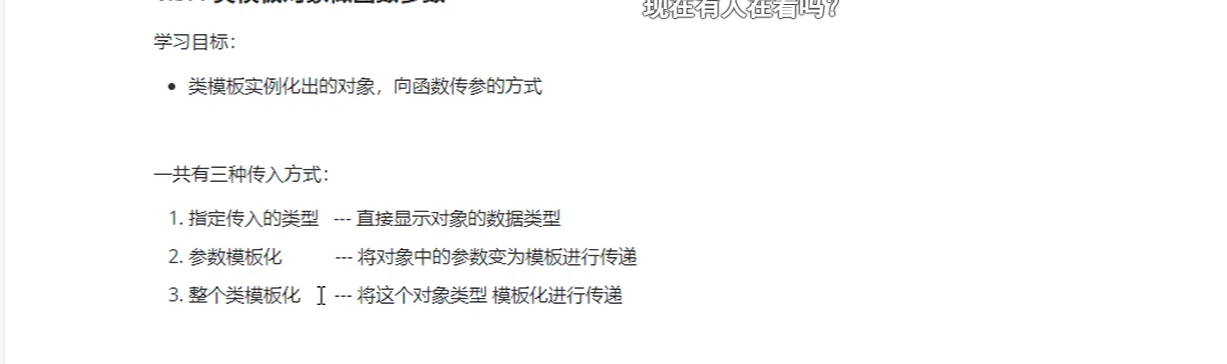 现在有人在看吗?
学习目标：
类模板实例化出的对象，向函数传参的方式
一共有三种传入方式：
1. 指定传入的类型 --- 直接显示对象的数据类型
2. 参数模板化 --- 将对象中的参数变为模板进行传递
3. 整个类模板化 --- 将这个对象类型 模板化进行传递